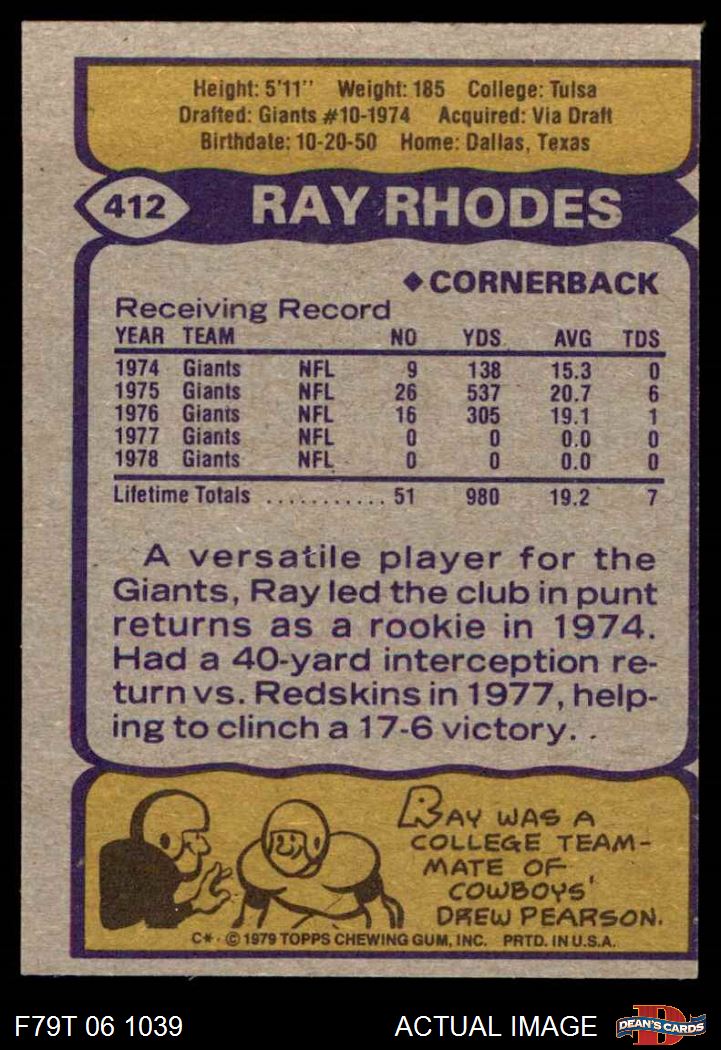 Height: 5'11" Weight: 185 College: Tulsa
Drafted: Giants #10-1974 Acquired: Via Draft
Birthdate: 10-20-50 Home: Dallas, Texas
412 RAY RHODES
◆CORNERBACK
Receiving Record
YEAR TEAM NO YDS AVG TDS
1974 Giants NFL 9 138 15.3 0
1975 Giants NFL 26 537 20.7 6
1976 Giants NFL 16 305 19.1 1
1977 Giants NFL 0 0 0.0 0
1978 Giants NFL 0 0 0.0 0
Lifetime Totals ........... 51 980 19.2 7
A versatile player for the
Giants, Ray led the club in punt
returns as a rookie in 1974.
Had a 40-yard interception re-
turn vs. Redskins in 1977, help-
ing to clinch a 17-6 victory. .
RAY WAS A
COLLEGE TEAM-
MATE OF
COWBOYS'
DREW PEARSON.
C* © 1979 TOPPS CHEWING GUM, INC. PRTD. IN U.S.A.
F79T 06 1039 ACTUAL IMAGE D DEAN'S CARDS